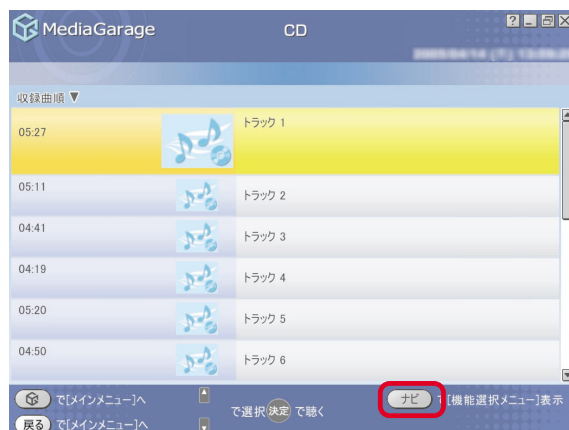 MediaGarage
CD
収録曲順 ▼
05:27 トラック 1
05:11 トラック 2
04:41 トラック 3
04:19 トラック 4
05:20 トラック 5
04:50 トラック 6
で[メインメニュー]へ
戻る で[メインメニュー]へ
で選択 決定 で聴く
ナビ で[機能選択メニュー]表示